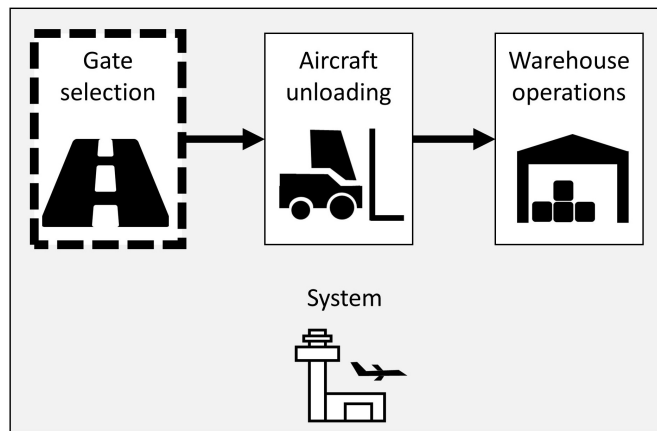 Gate
selection
Aircraft
unloading
Warehouse
operations
System